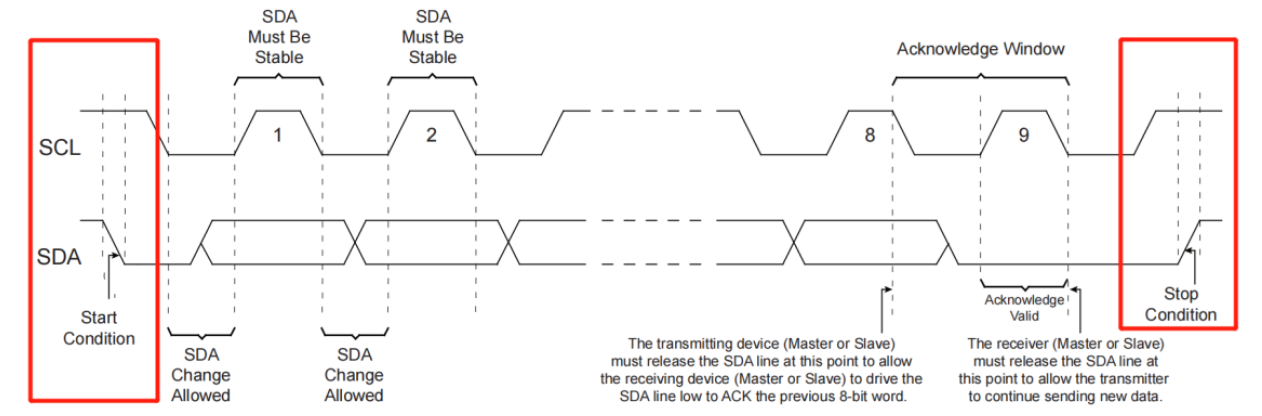 SDA
Must Be
Stable
SDA
Must Be
Stable
Acknowledge Window
SCL
1
2
8
9
SDA
Start
Condition
SDA
Change
Allowed
SDA
Change
Allowed
Acknowledge
Valid
Stop
Condition
The transmitting device (Master or Slave)
must release the SDA line at this point to allow
the receiving device (Master or Slave) to drive the
SDA line low to ACK the previous 8-bit word.
The receiver (Master or Slave)
must release the SDA line at
this point to allow the transmitter
to continue sending new data.